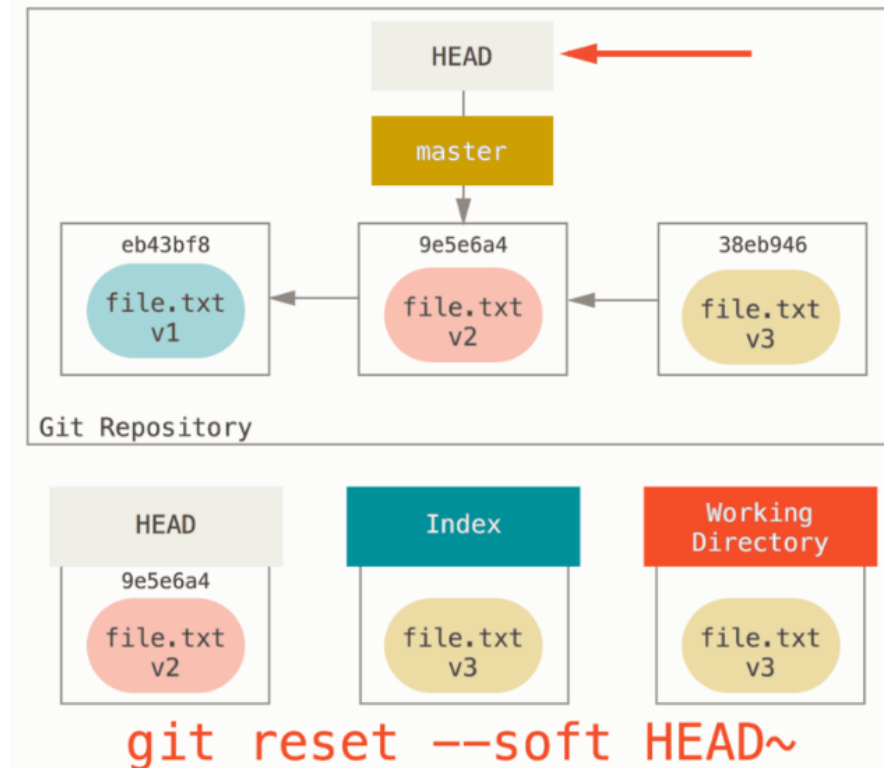 HEAD
master
eb43bf8
9e5e6a4
38eb946
file.txt
v1
file.txt
v2
file.txt
v3
Git Repository
HEAD
Index
Working
Directory
9e5e6a4
file.txt
v2
file.txt
v3
file.txt
v3
git reset --soft HEAD~